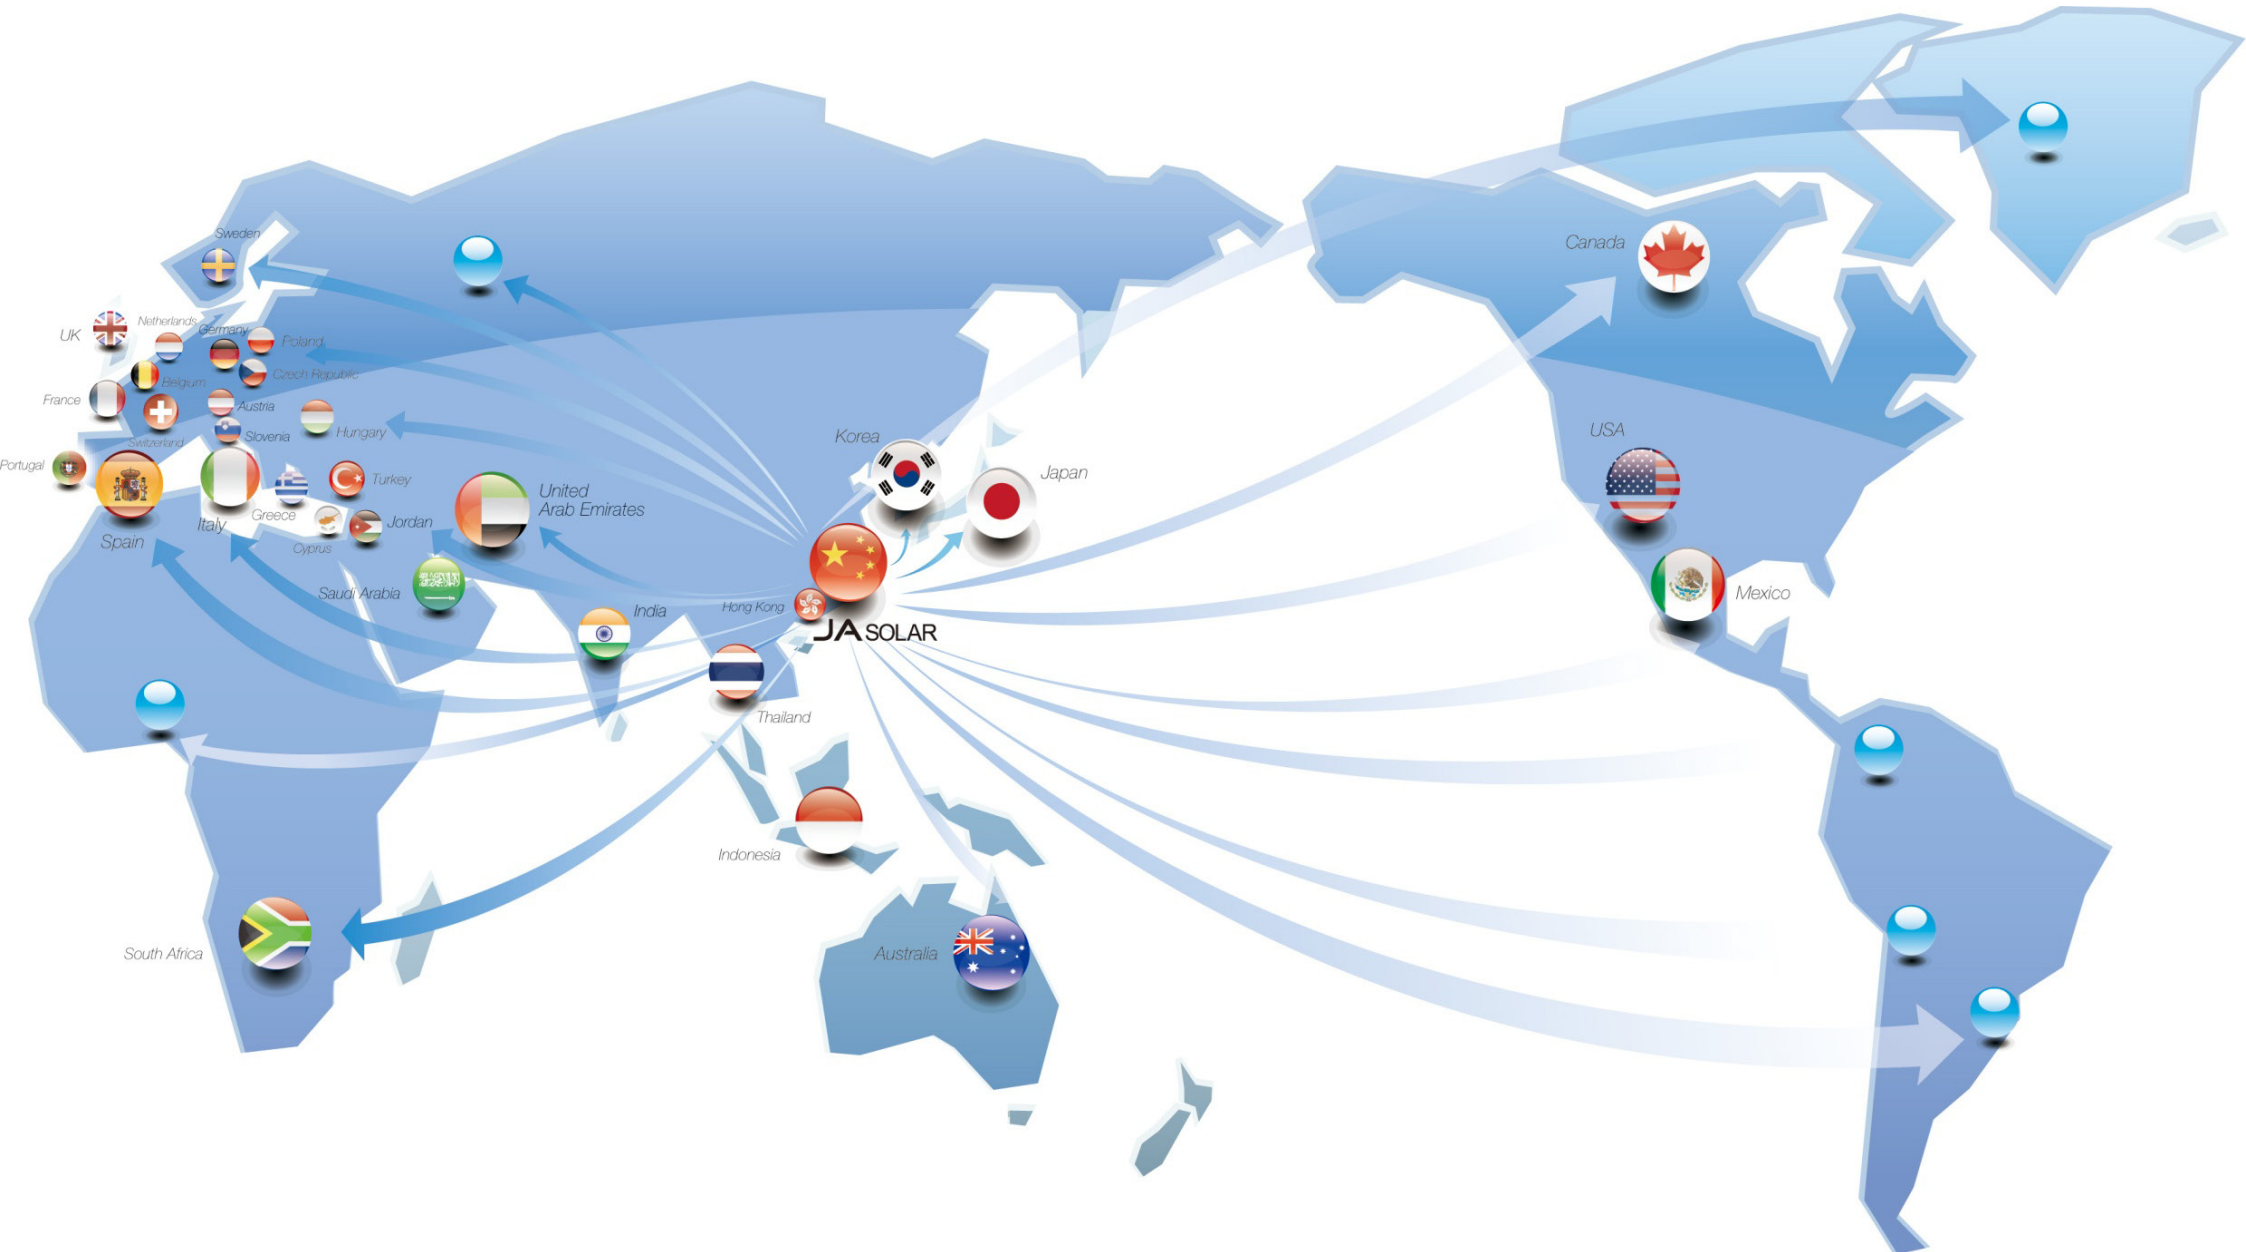 Sweden
Canada
Netherlands
UK
Germany
Poland
Czech Republic
Belgium
France
Austria
USA
Hungary
Slovenia
Korea
Switzerland
Portugal
Japan
Turkey
United
Arab Emirates
Greece
Italy
Jordan
Spain
Cyprus
Saudi Arabia
Mexico
Hong Kong
India
JA SOLAR
Thailand
Indonesia
South Africa
Australia